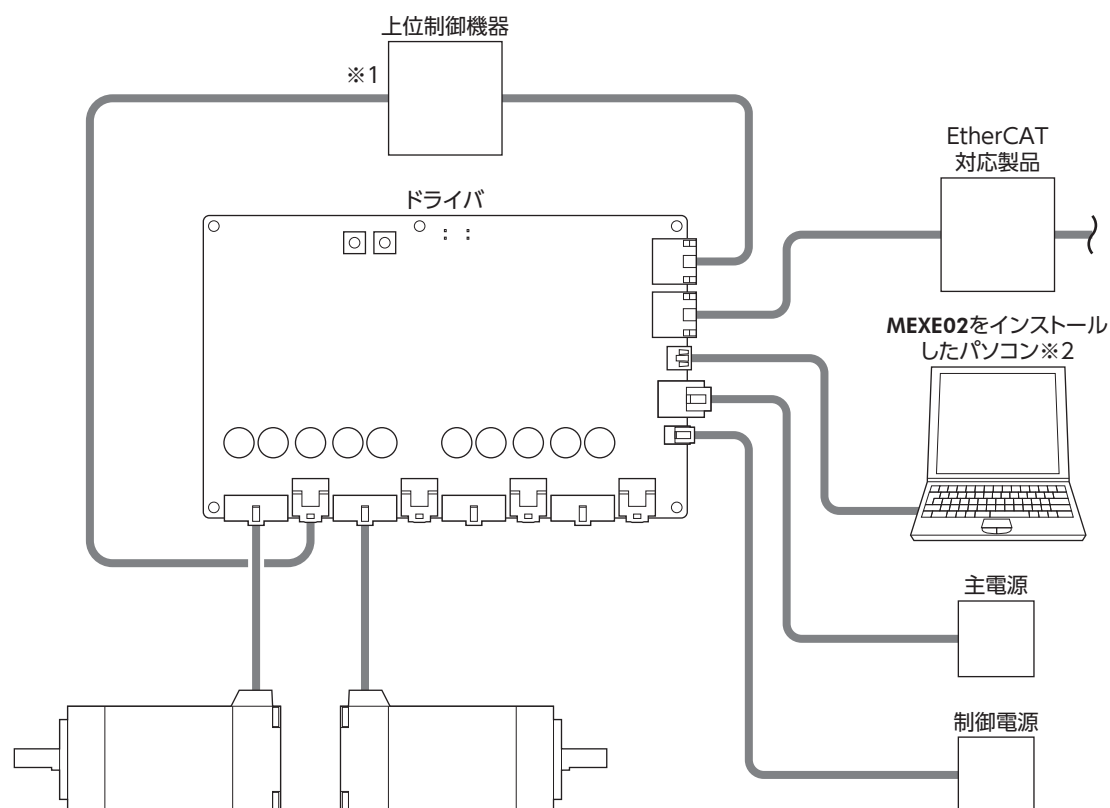 上位制御機器
※1
EtherCAT
対応製品
ドライバ
MEXE02をインストール
したパソコン※2
主電源
制御電源